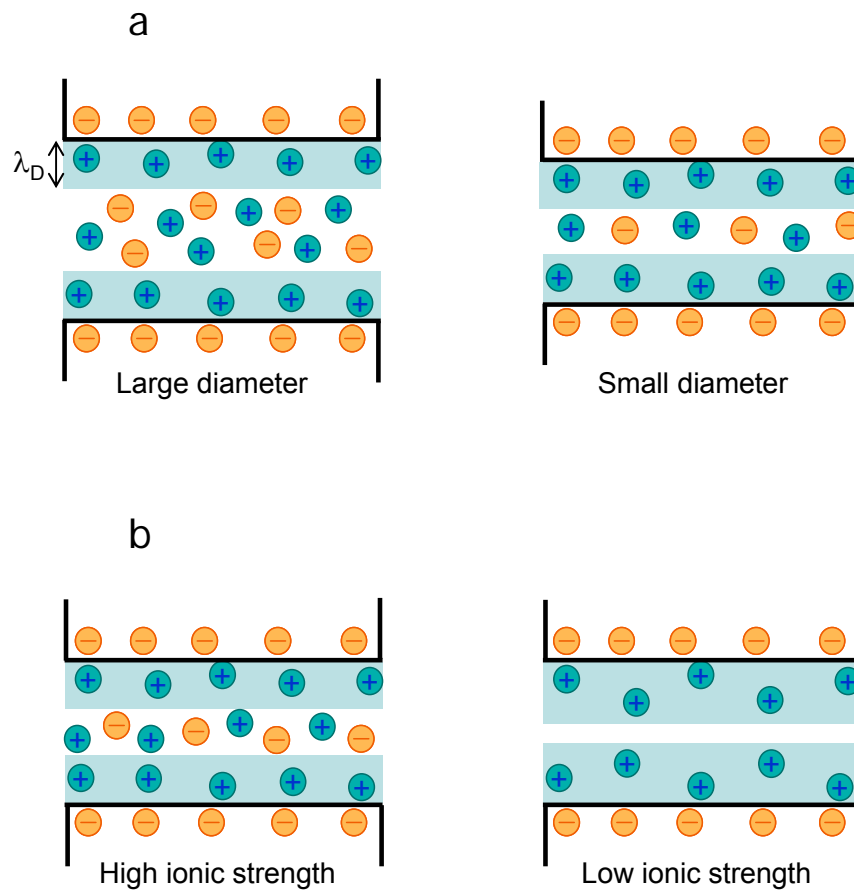 a
λD
Large diameter
Small diameter
b
High ionic strength
Low ionic strength